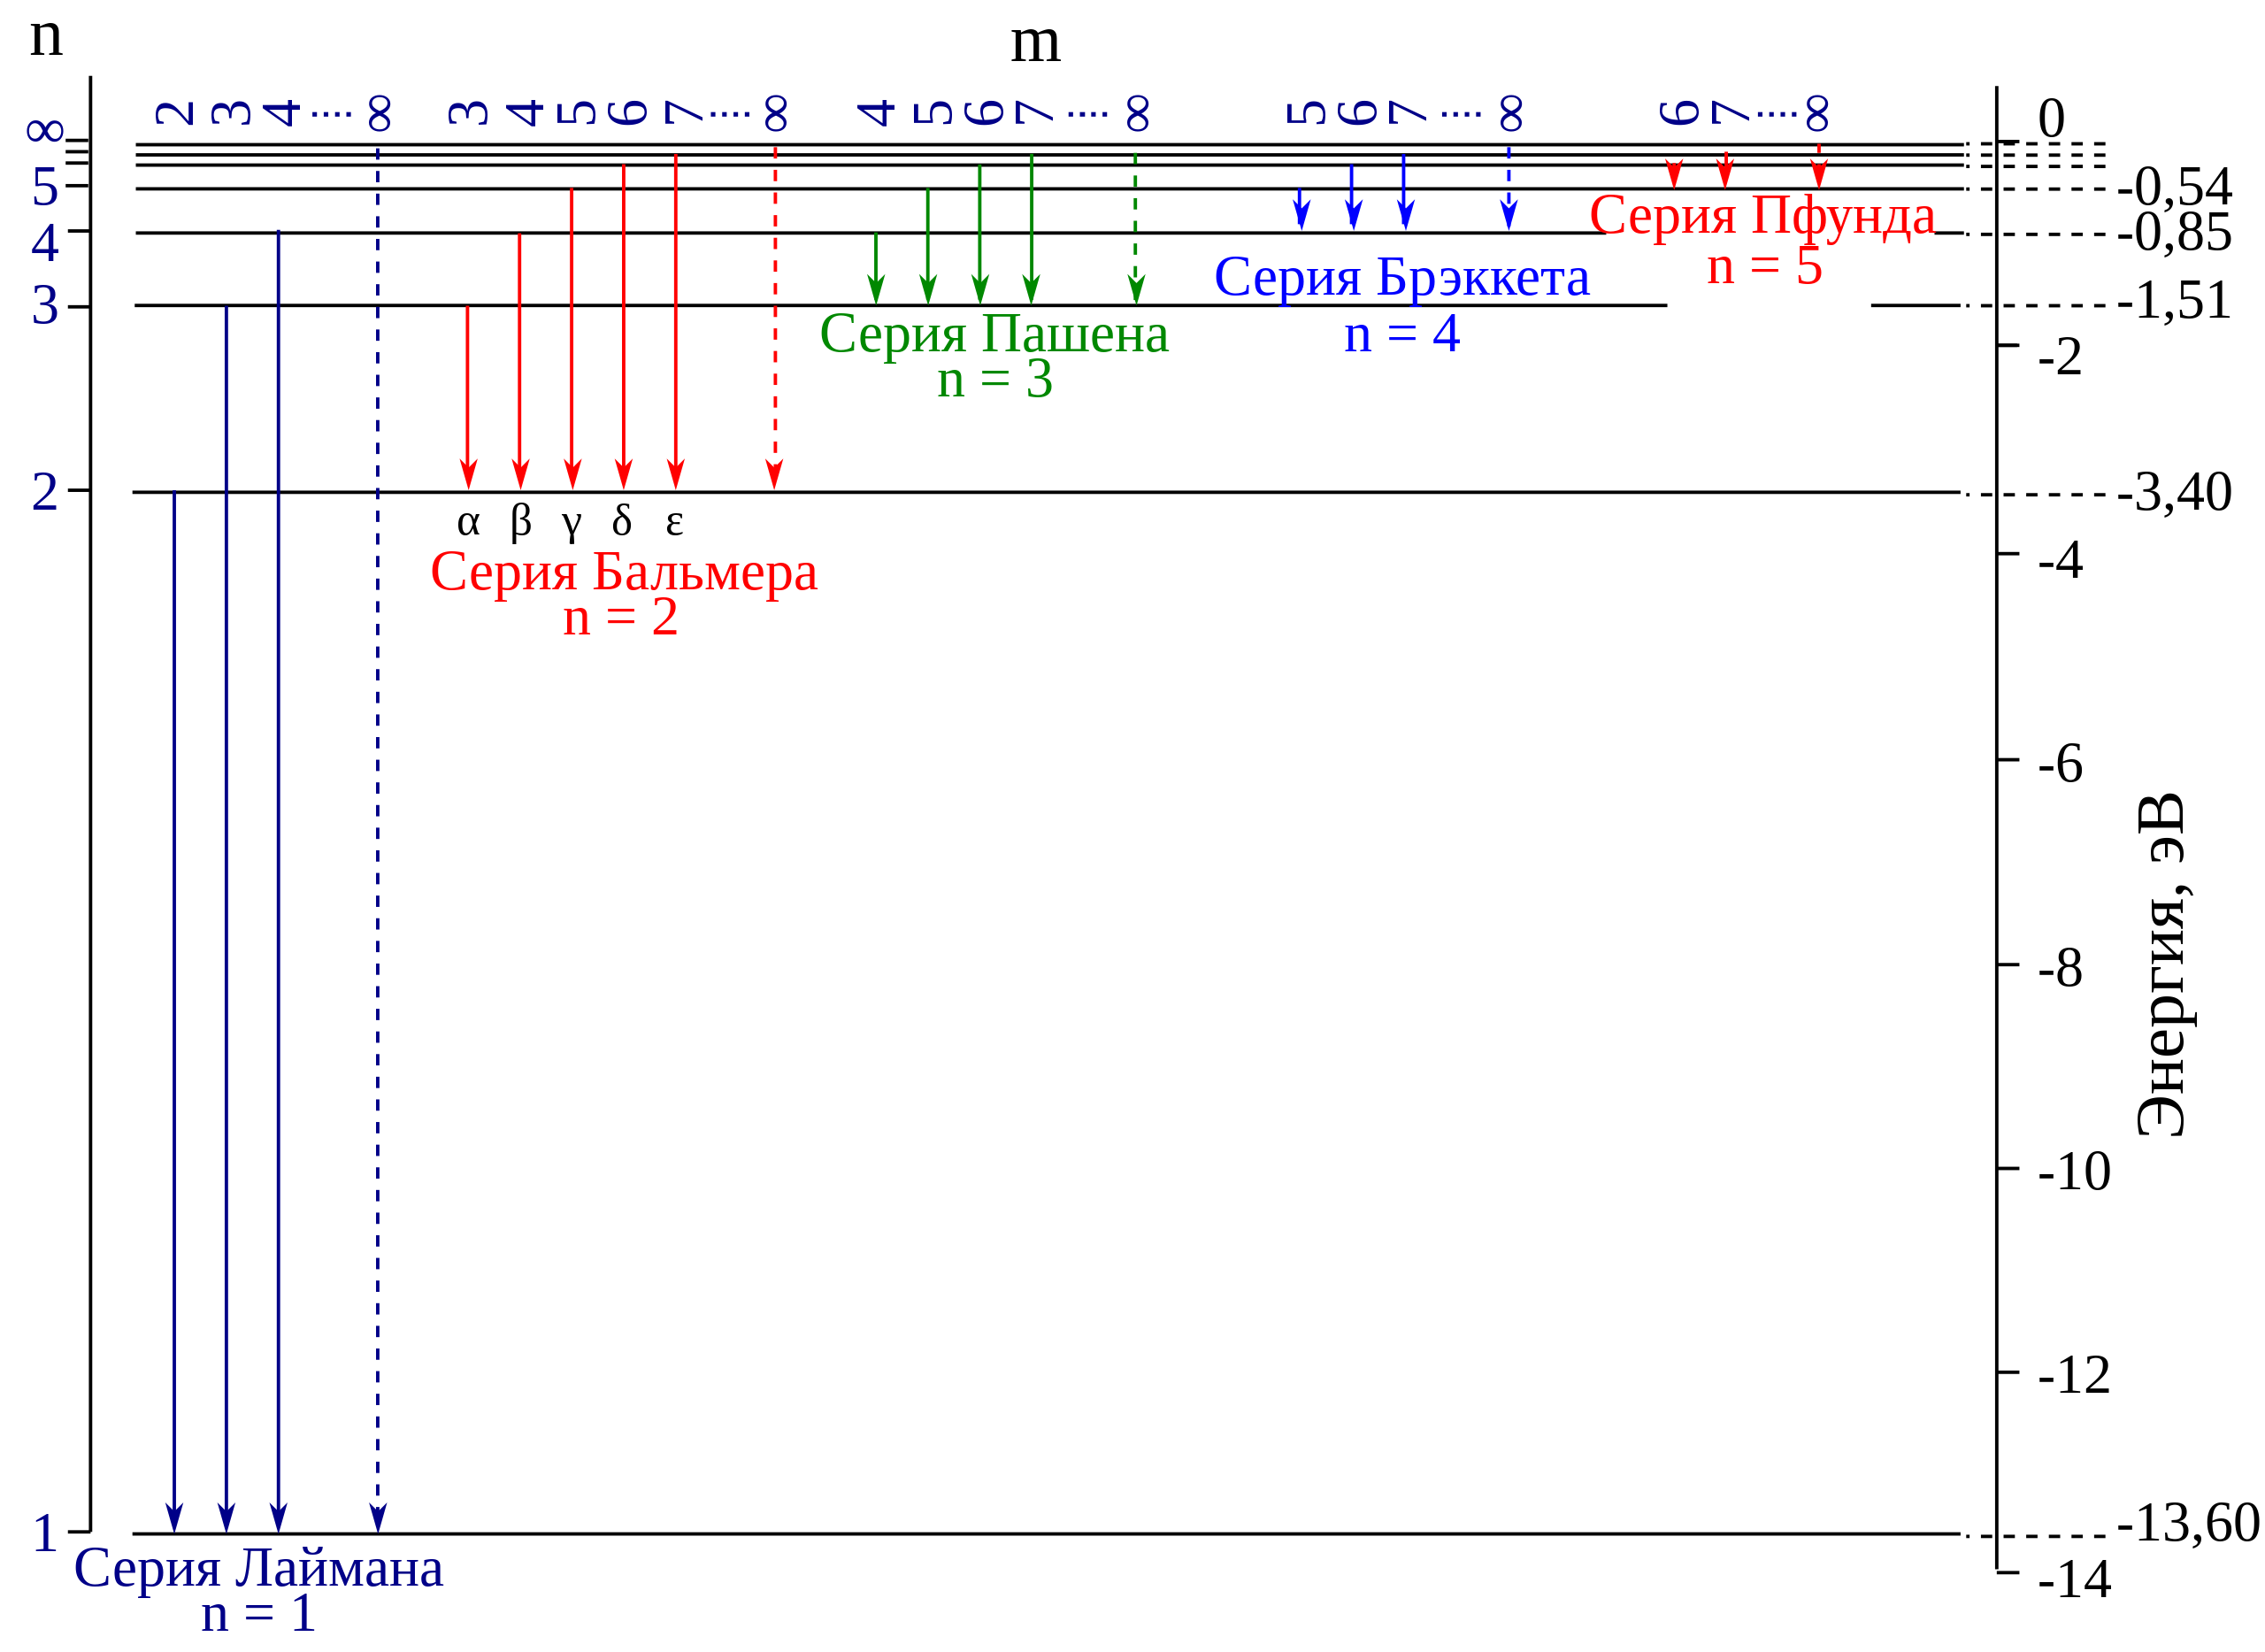 n
m
2 3 4 .... ∞ 3 4 5 6 7 .... ∞ 4 5 6 7 .... ∞ 5 6 7 .... ∞ 6 7 .... ∞
∞
5
4
3
2
1
0
-0,54
-0,85
-1,51
-2
-3,40
-4
-6
-8
-10
-12
-13,60
-14
Энергия, эВ
Серия Пфунда
n = 5
Серия Брэккета
n = 4
Серия Пашена
n = 3
α β γ δ ε
Серия Бальмера
n = 2
Серия Лаймана
n = 1